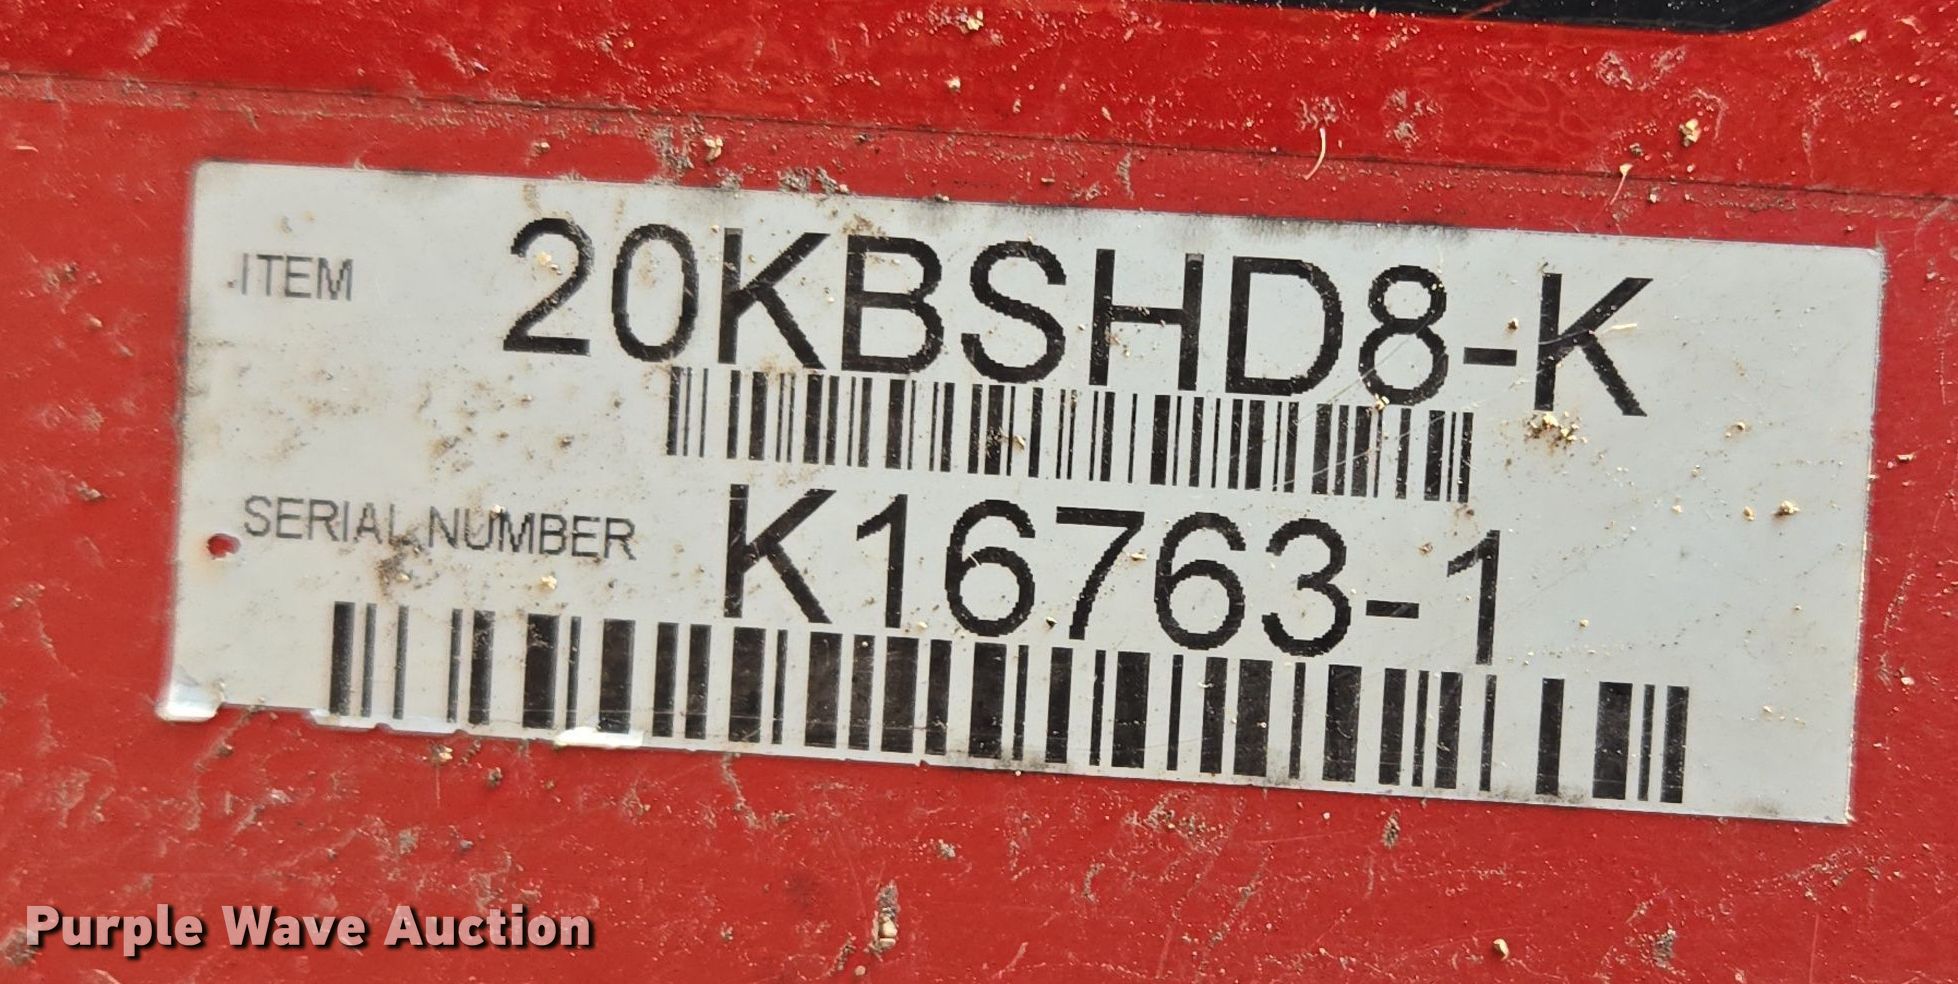 ITEM 20KBSHD8-K
SERIAL NUMBER K16763-1
Purple Wave Auction